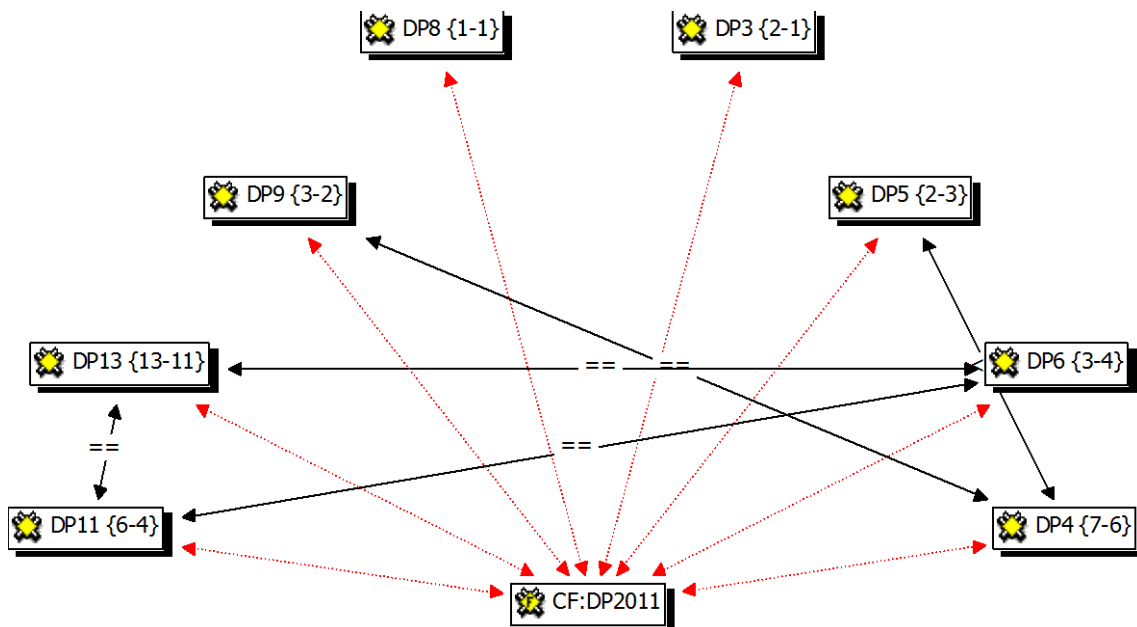 DP8 {1-1}
DP3 {2-1}
DP9 {3-2}
DP5 {2-3}
DP13 {13-11}
==
==
DP6 {3-4}
==
==
DP11 {6-4}
DP4 {7-6}
F
CF:DP2011